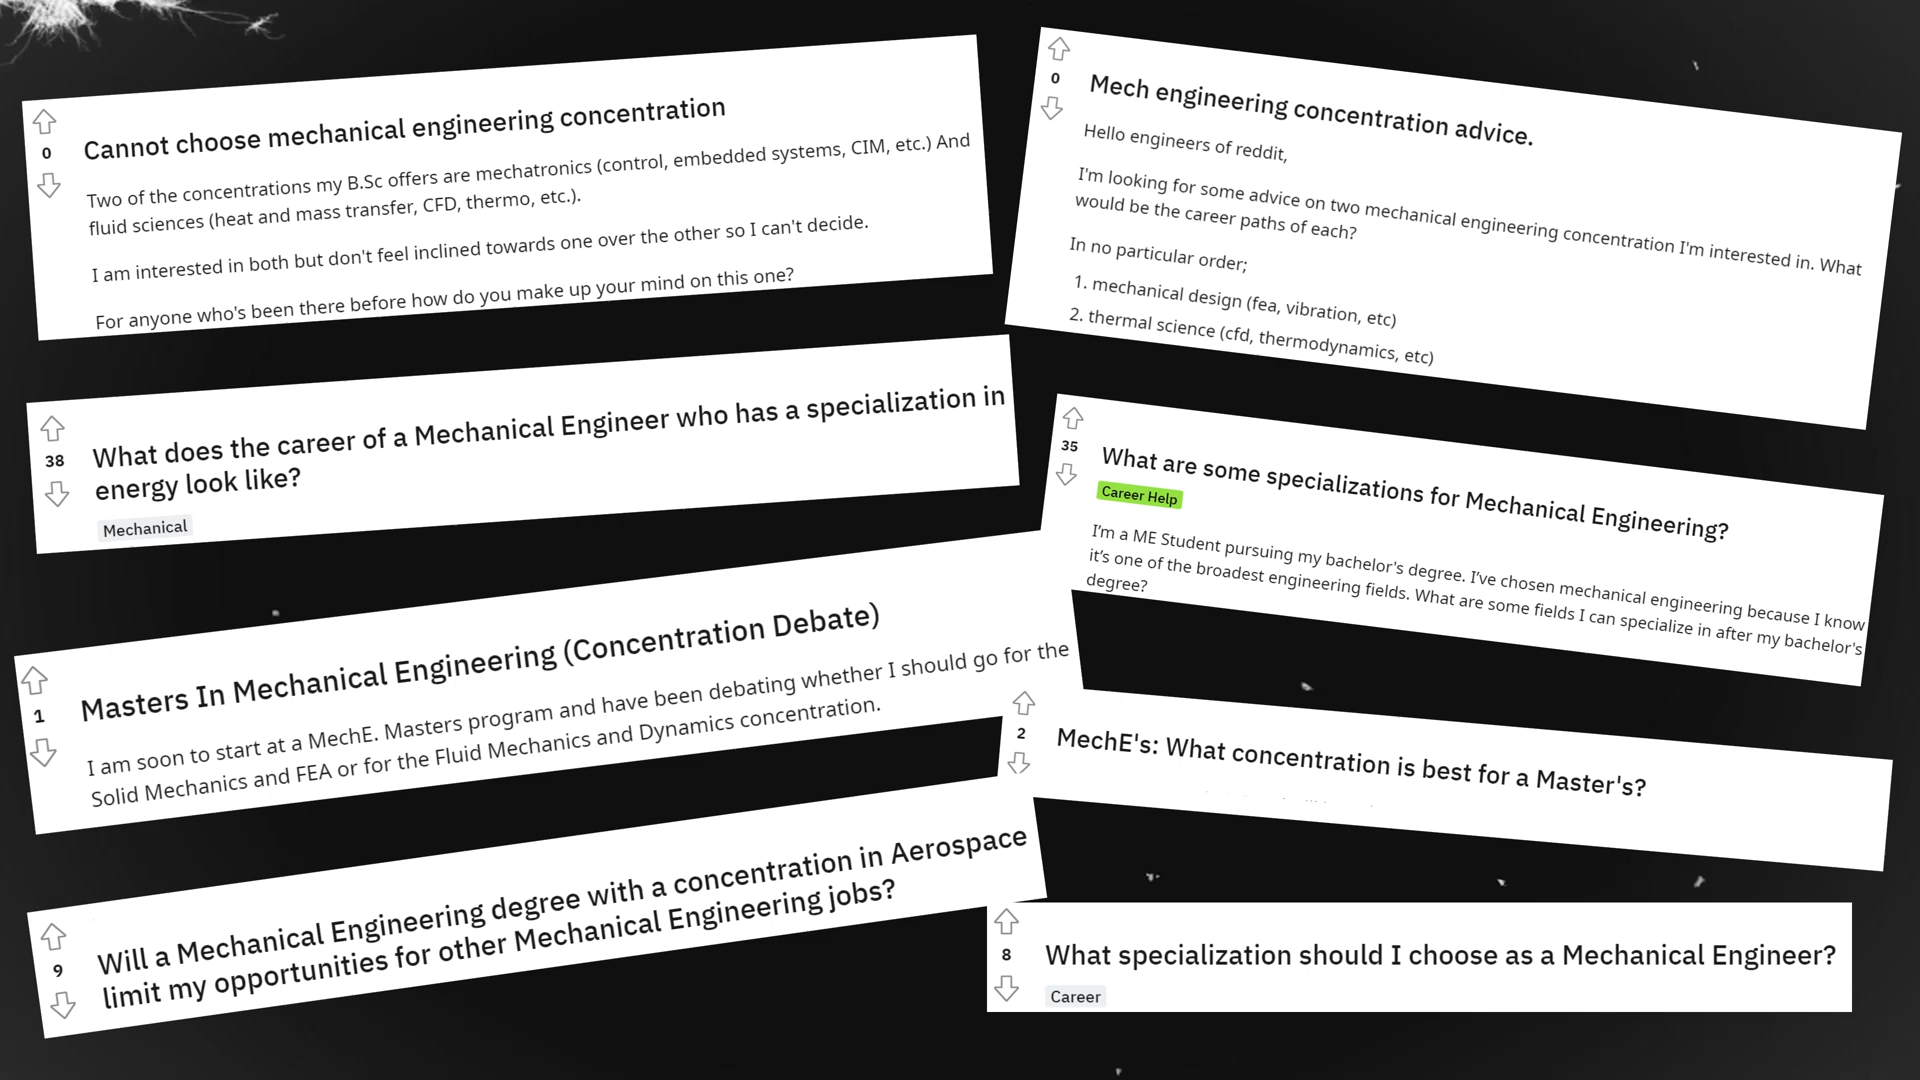 0
Cannot choose mechanical engineering concentration
Two of the concentrations my B.Sc offers are mechatronics (control, embedded systems, CIM, etc.) And
fluid sciences (heat and mass transfer, CFD, thermo, etc.).
I am interested in both but don't feel inclined towards one over the other so I can't decide.
For anyone who's been there before how do you make up your mind on this one?
38
What does the career of a Mechanical Engineer who has a specialization in
energy look like?
Mechanical
1
Masters In Mechanical Engineering (Concentration Debate)
I am soon to start at a MechE. Masters program and have been debating whether I should go for the
Solid Mechanics and FEA or for the Fluid Mechanics and Dynamics concentration.
9
Will a Mechanical Engineering degree with a concentration in Aerospace
limit my opportunities for other Mechanical Engineering jobs?
0
Mech engineering concentration advice.
Hello engineers of reddit,
I'm looking for some advice on two mechanical engineering concentration I'm interested in. What
would be the career paths of each?
In no particular order;
1. mechanical design (fea, vibration, etc)
2. thermal science (cfd, thermodynamics, etc)
35
What are some specializations for Mechanical Engineering?
Career Help
I’m a ME Student pursuing my bachelor's degree. I’ve chosen mechanical engineering because I know
it’s one of the broadest engineering fields. What are some fields I can specialize in after my bachelor's
degree?
2
MechE's: What concentration is best for a Master's?
8
What specialization should I choose as a Mechanical Engineer?
Career